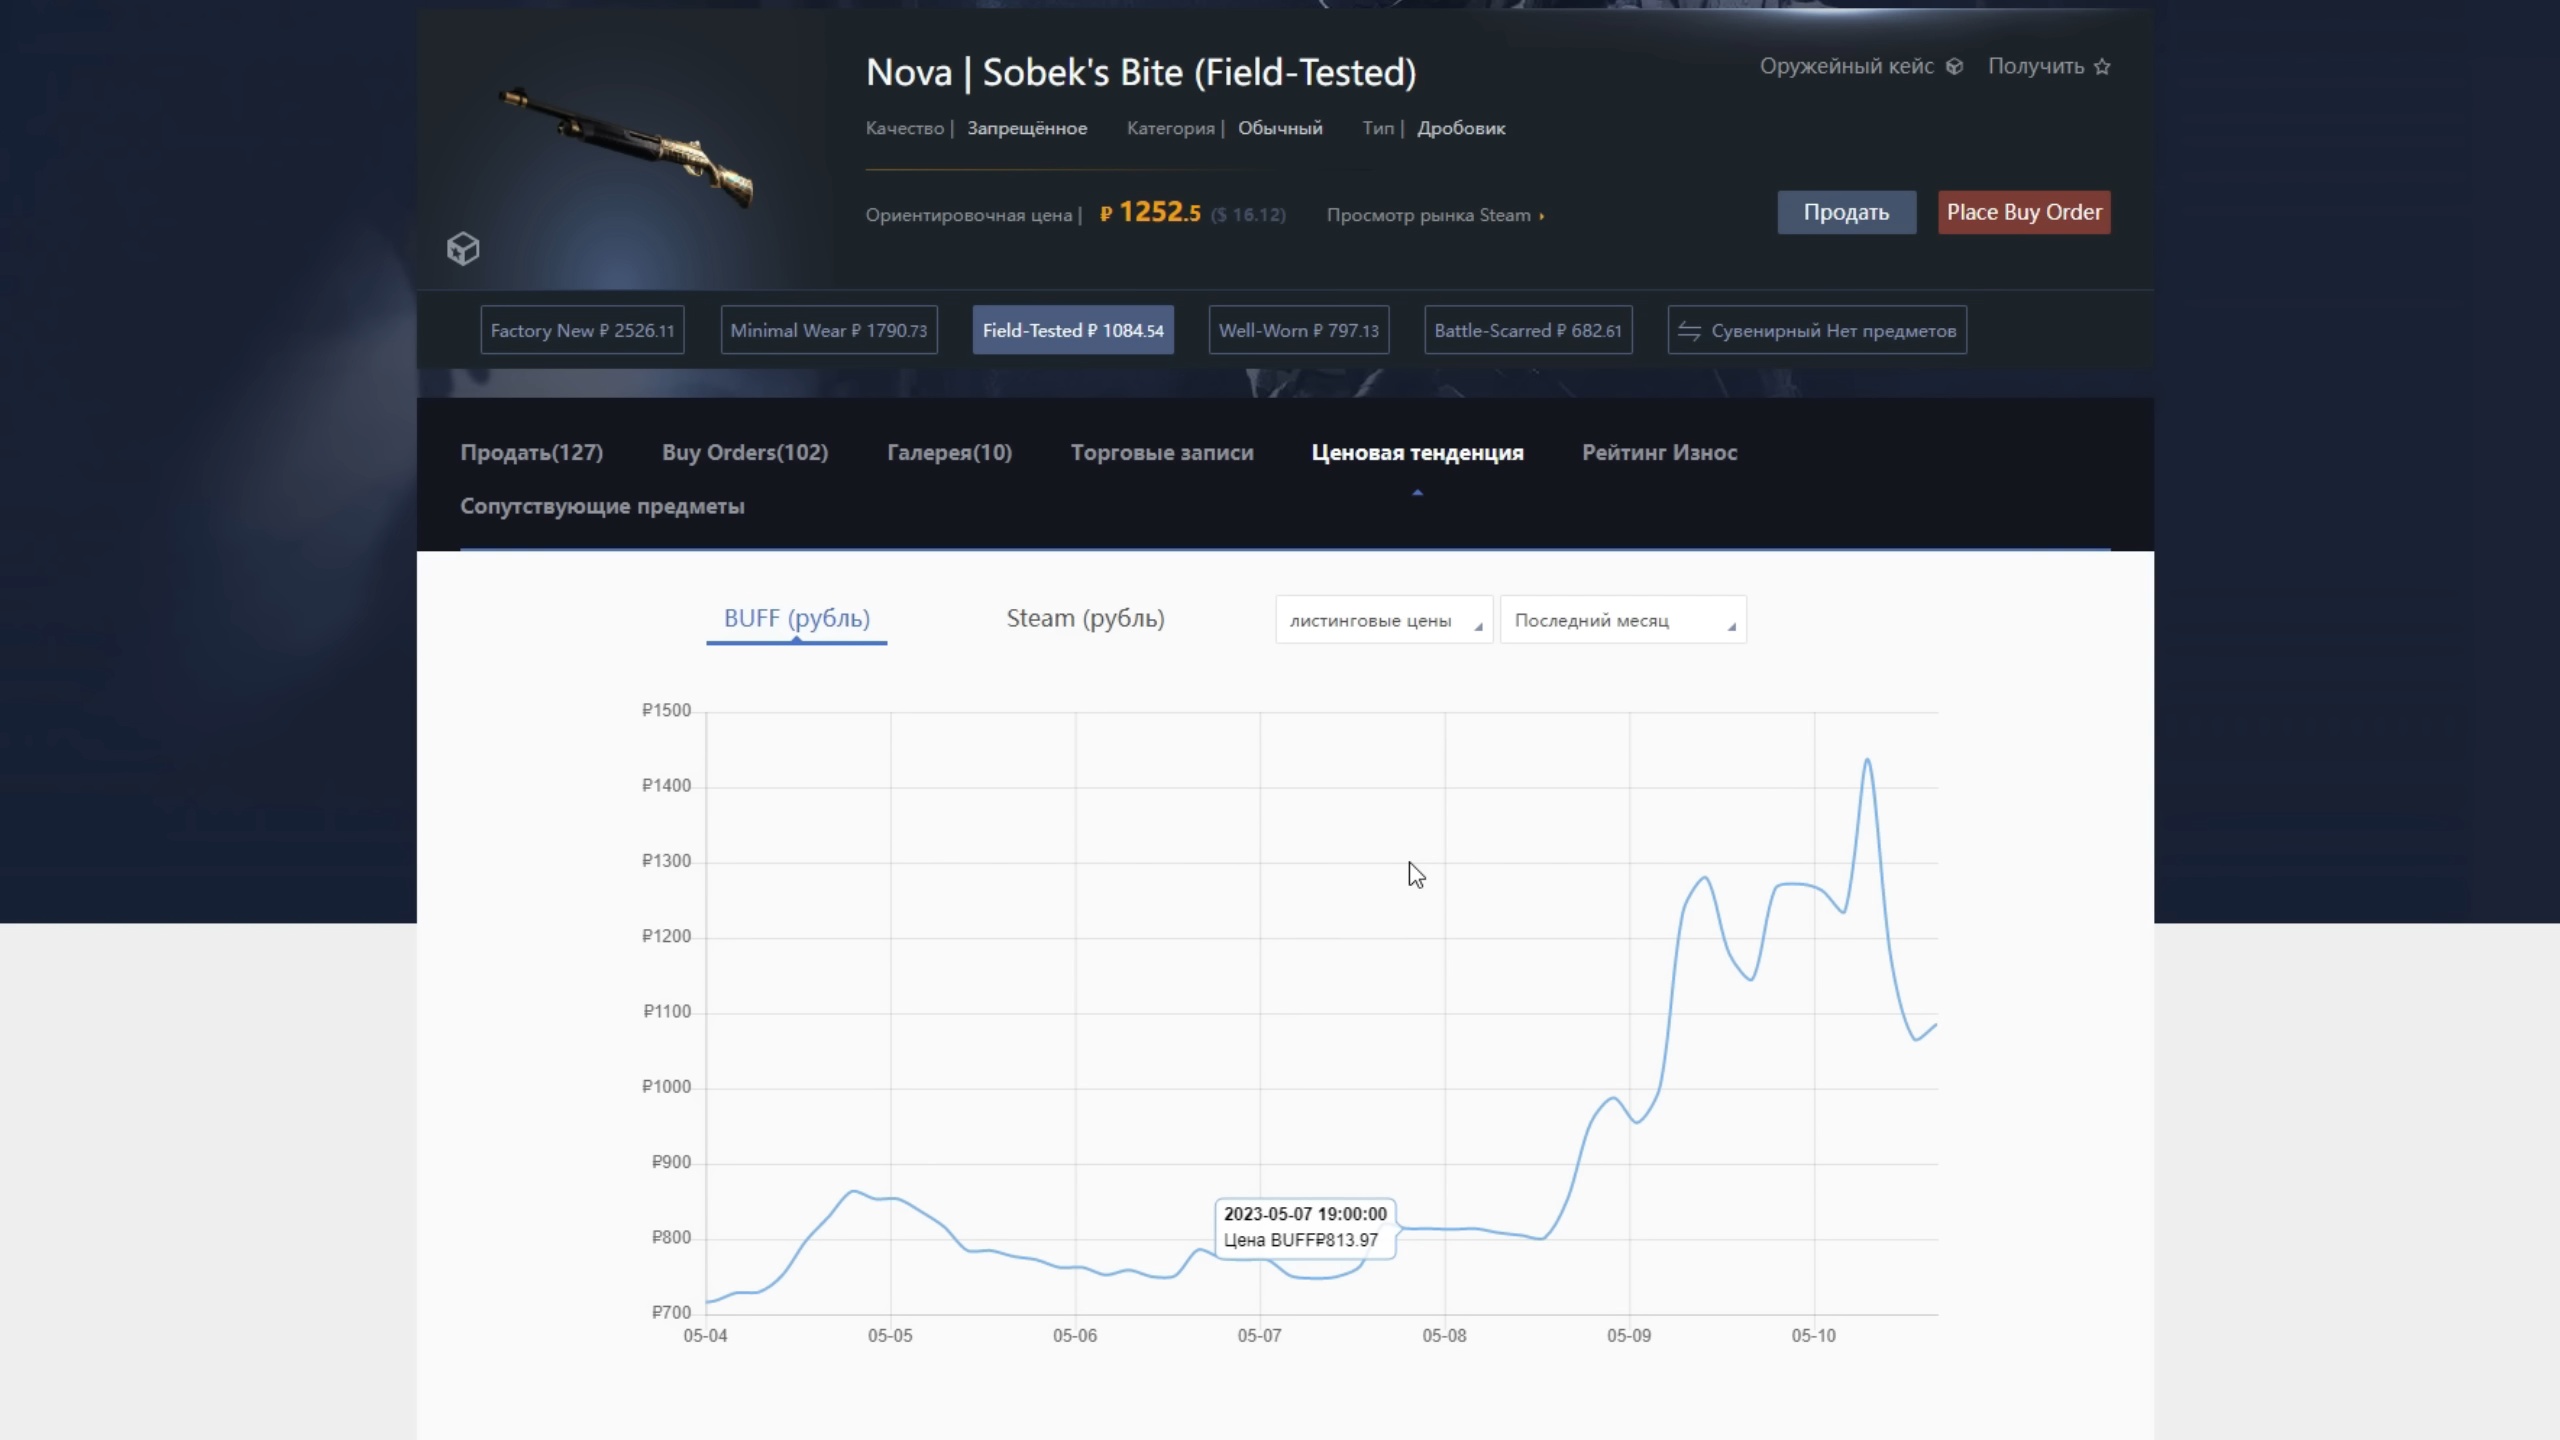 Nova | Sobek's Bite (Field-Tested)
Оружейный кейс Получить
Качество | Запрещённое Категория | Обычный Тип | Дробовик
Ориентировочная цена | ₽ 1252.5 ($ 16.12) Просмотр рынка Steam
Продать Place Buy Order
Factory New ₽ 2526.11 Minimal Wear ₽ 1790.73 Field-Tested ₽ 1084.54 Well-Worn ₽ 797.13 Battle-Scarred ₽ 682.61 Сувенирный Нет предметов
Продать(127) Buy Orders(102) Галерея(10) Торговые записи Ценовая тенденция Рейтинг Износ
Сопутствующие предметы
BUFF (рубль) Steam (рубль) листинговые цены Последний месяц
₽1500
₽1400
₽1300
₽1200
₽1100
₽1000
₽900
₽800
₽700
2023-05-07 19:00:00
Цена BUFF₽813.97
05-04 05-05 05-06 05-07 05-08 05-09 05-10